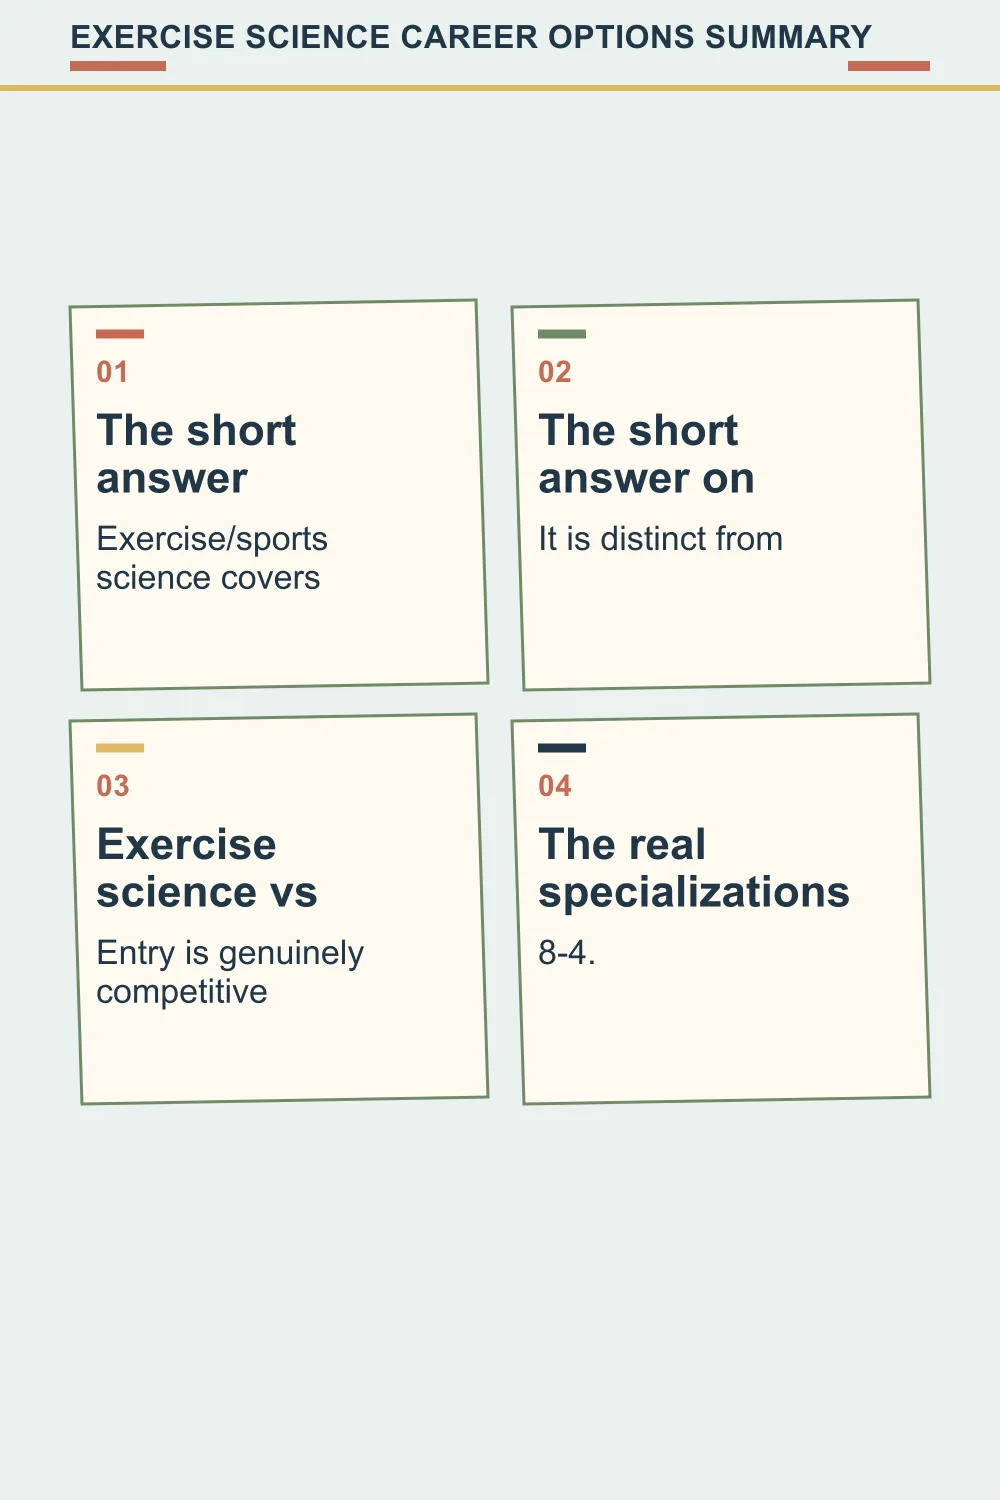 EXERCISE SCIENCE CAREER OPTIONS SUMMARY
01
The short
answer
Exercise/sports
science covers
02
The short
answer on
It is distinct from
03
Exercise
science vs
Entry is genuinely
competitive
04
The real
specializations
8-4.